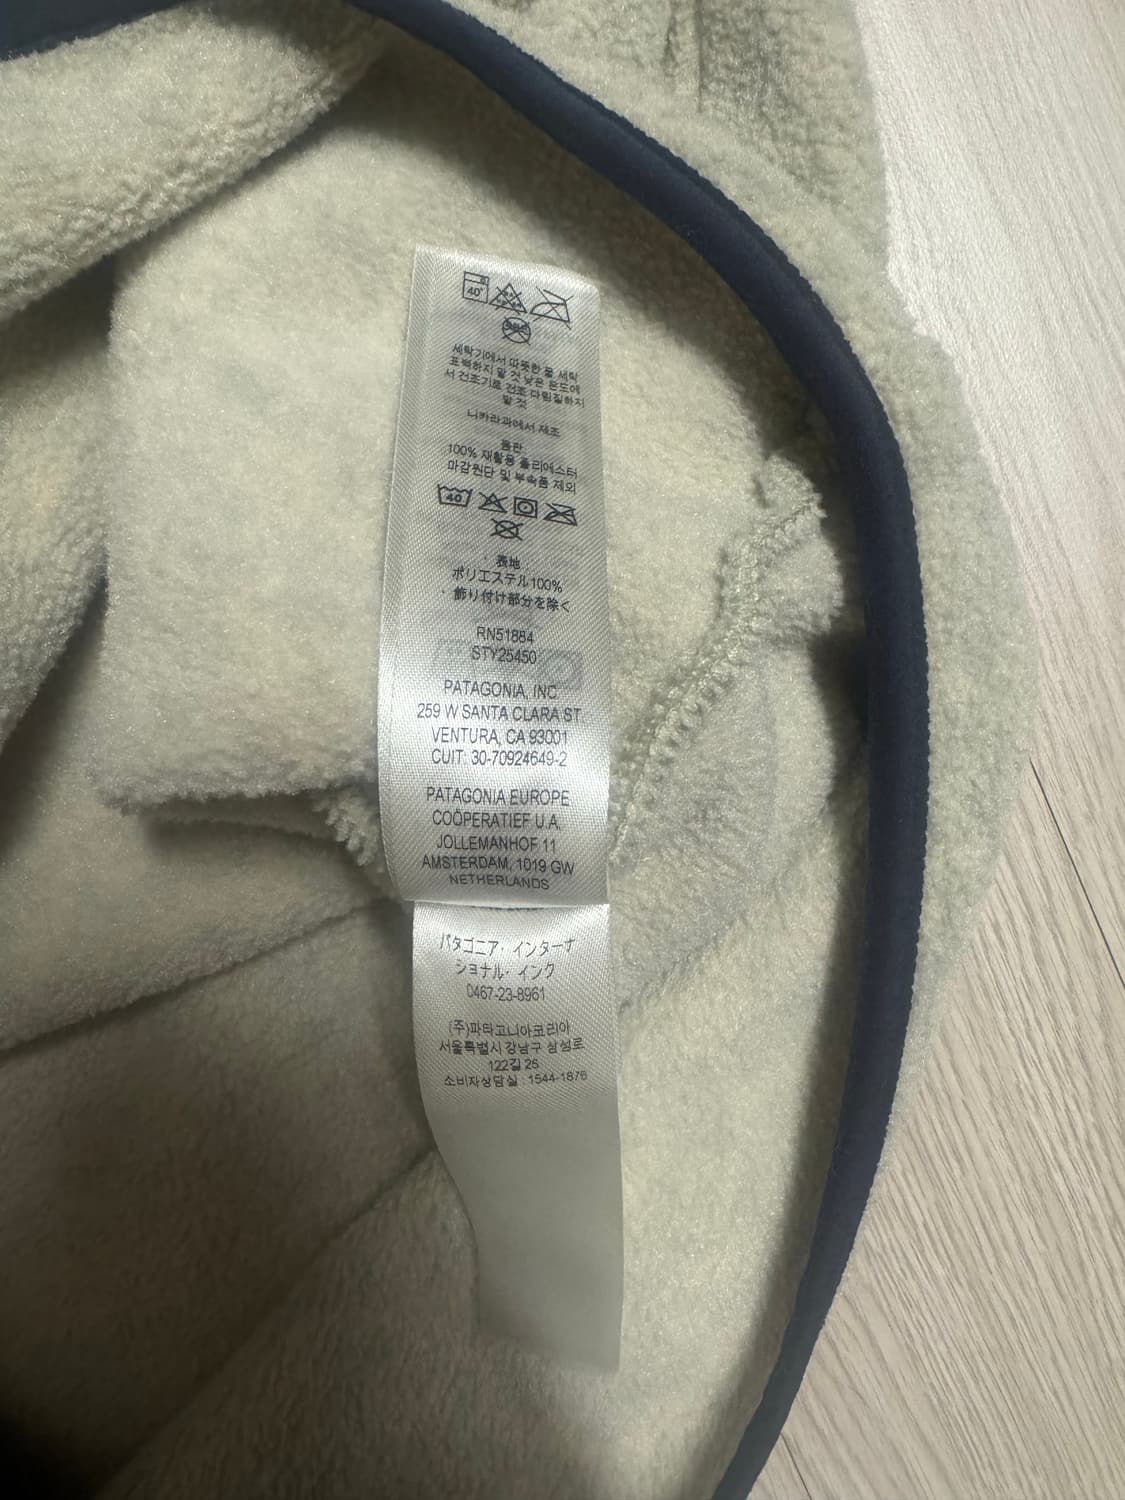 40°
세탁기에서 따뜻한 물 세탁
표백하지 말 것 낮은 온도에
서 건조기로 건조 다림질하지
말 것
니카라과에서 제조
몸판
100% 재활용 폴리에스터
마감원단 및 부속품 제외
40
・表地
ポリエステル100%
・飾り付け部分を除く
RN51884
STY25450
PATAGONIA, INC.
259 W SANTA CLARA ST
VENTURA, CA 93001
CUIT: 30-70924649-2
PATAGONIA EUROPE
COÖPERATIEF U.A.
JOLLEMANHOF 11
AMSTERDAM, 1019 GW
NETHERLANDS
パタゴニア・インターナ
ショナル・インク
0467-23-8961
(주)파타고니아코리아
서울특별시 강남구 삼성로
122길 25
소비자상담실 : 1544-1876